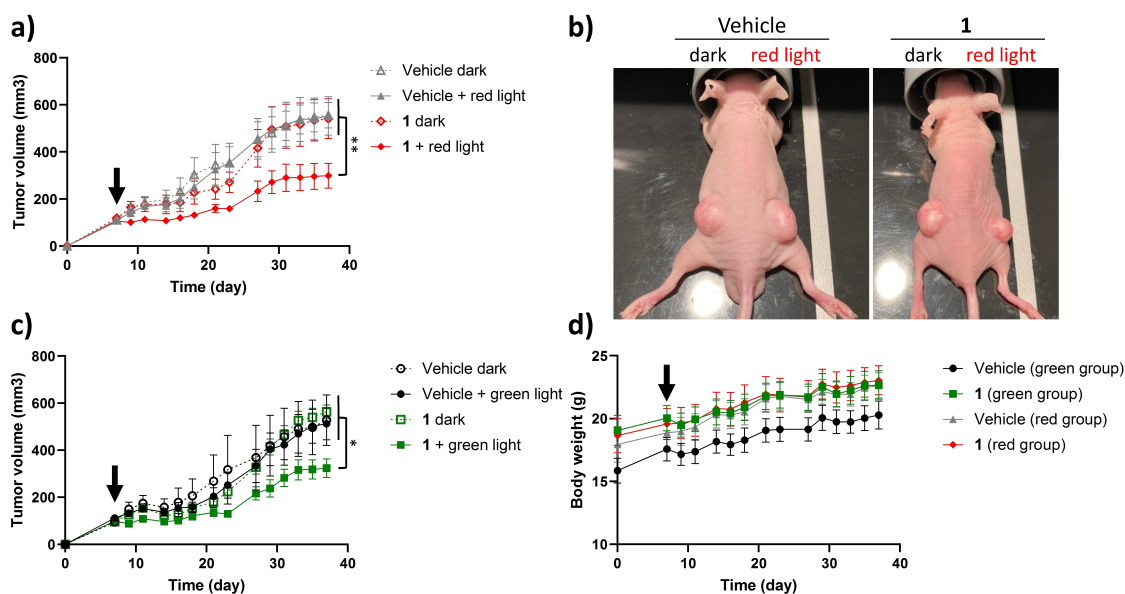 a)
Tumor volume (mm3)
800
600
400
200
0
0 10 20 30 40
Time (day)
Vehicle dark
Vehicle + red light
1 dark
1 + red light
**
b)
Vehicle
dark red light
1
dark red light
c)
Tumor volume (mm3)
800
600
400
200
0
0 10 20 30 40
Time (day)
Vehicle dark
Vehicle + green light
1 dark
1 + green light
*
d)
Body weight (g)
25
20
15
10
0 10 20 30 40
Time (day)
Vehicle (green group)
1 (green group)
Vehicle (red group)
1 (red group)